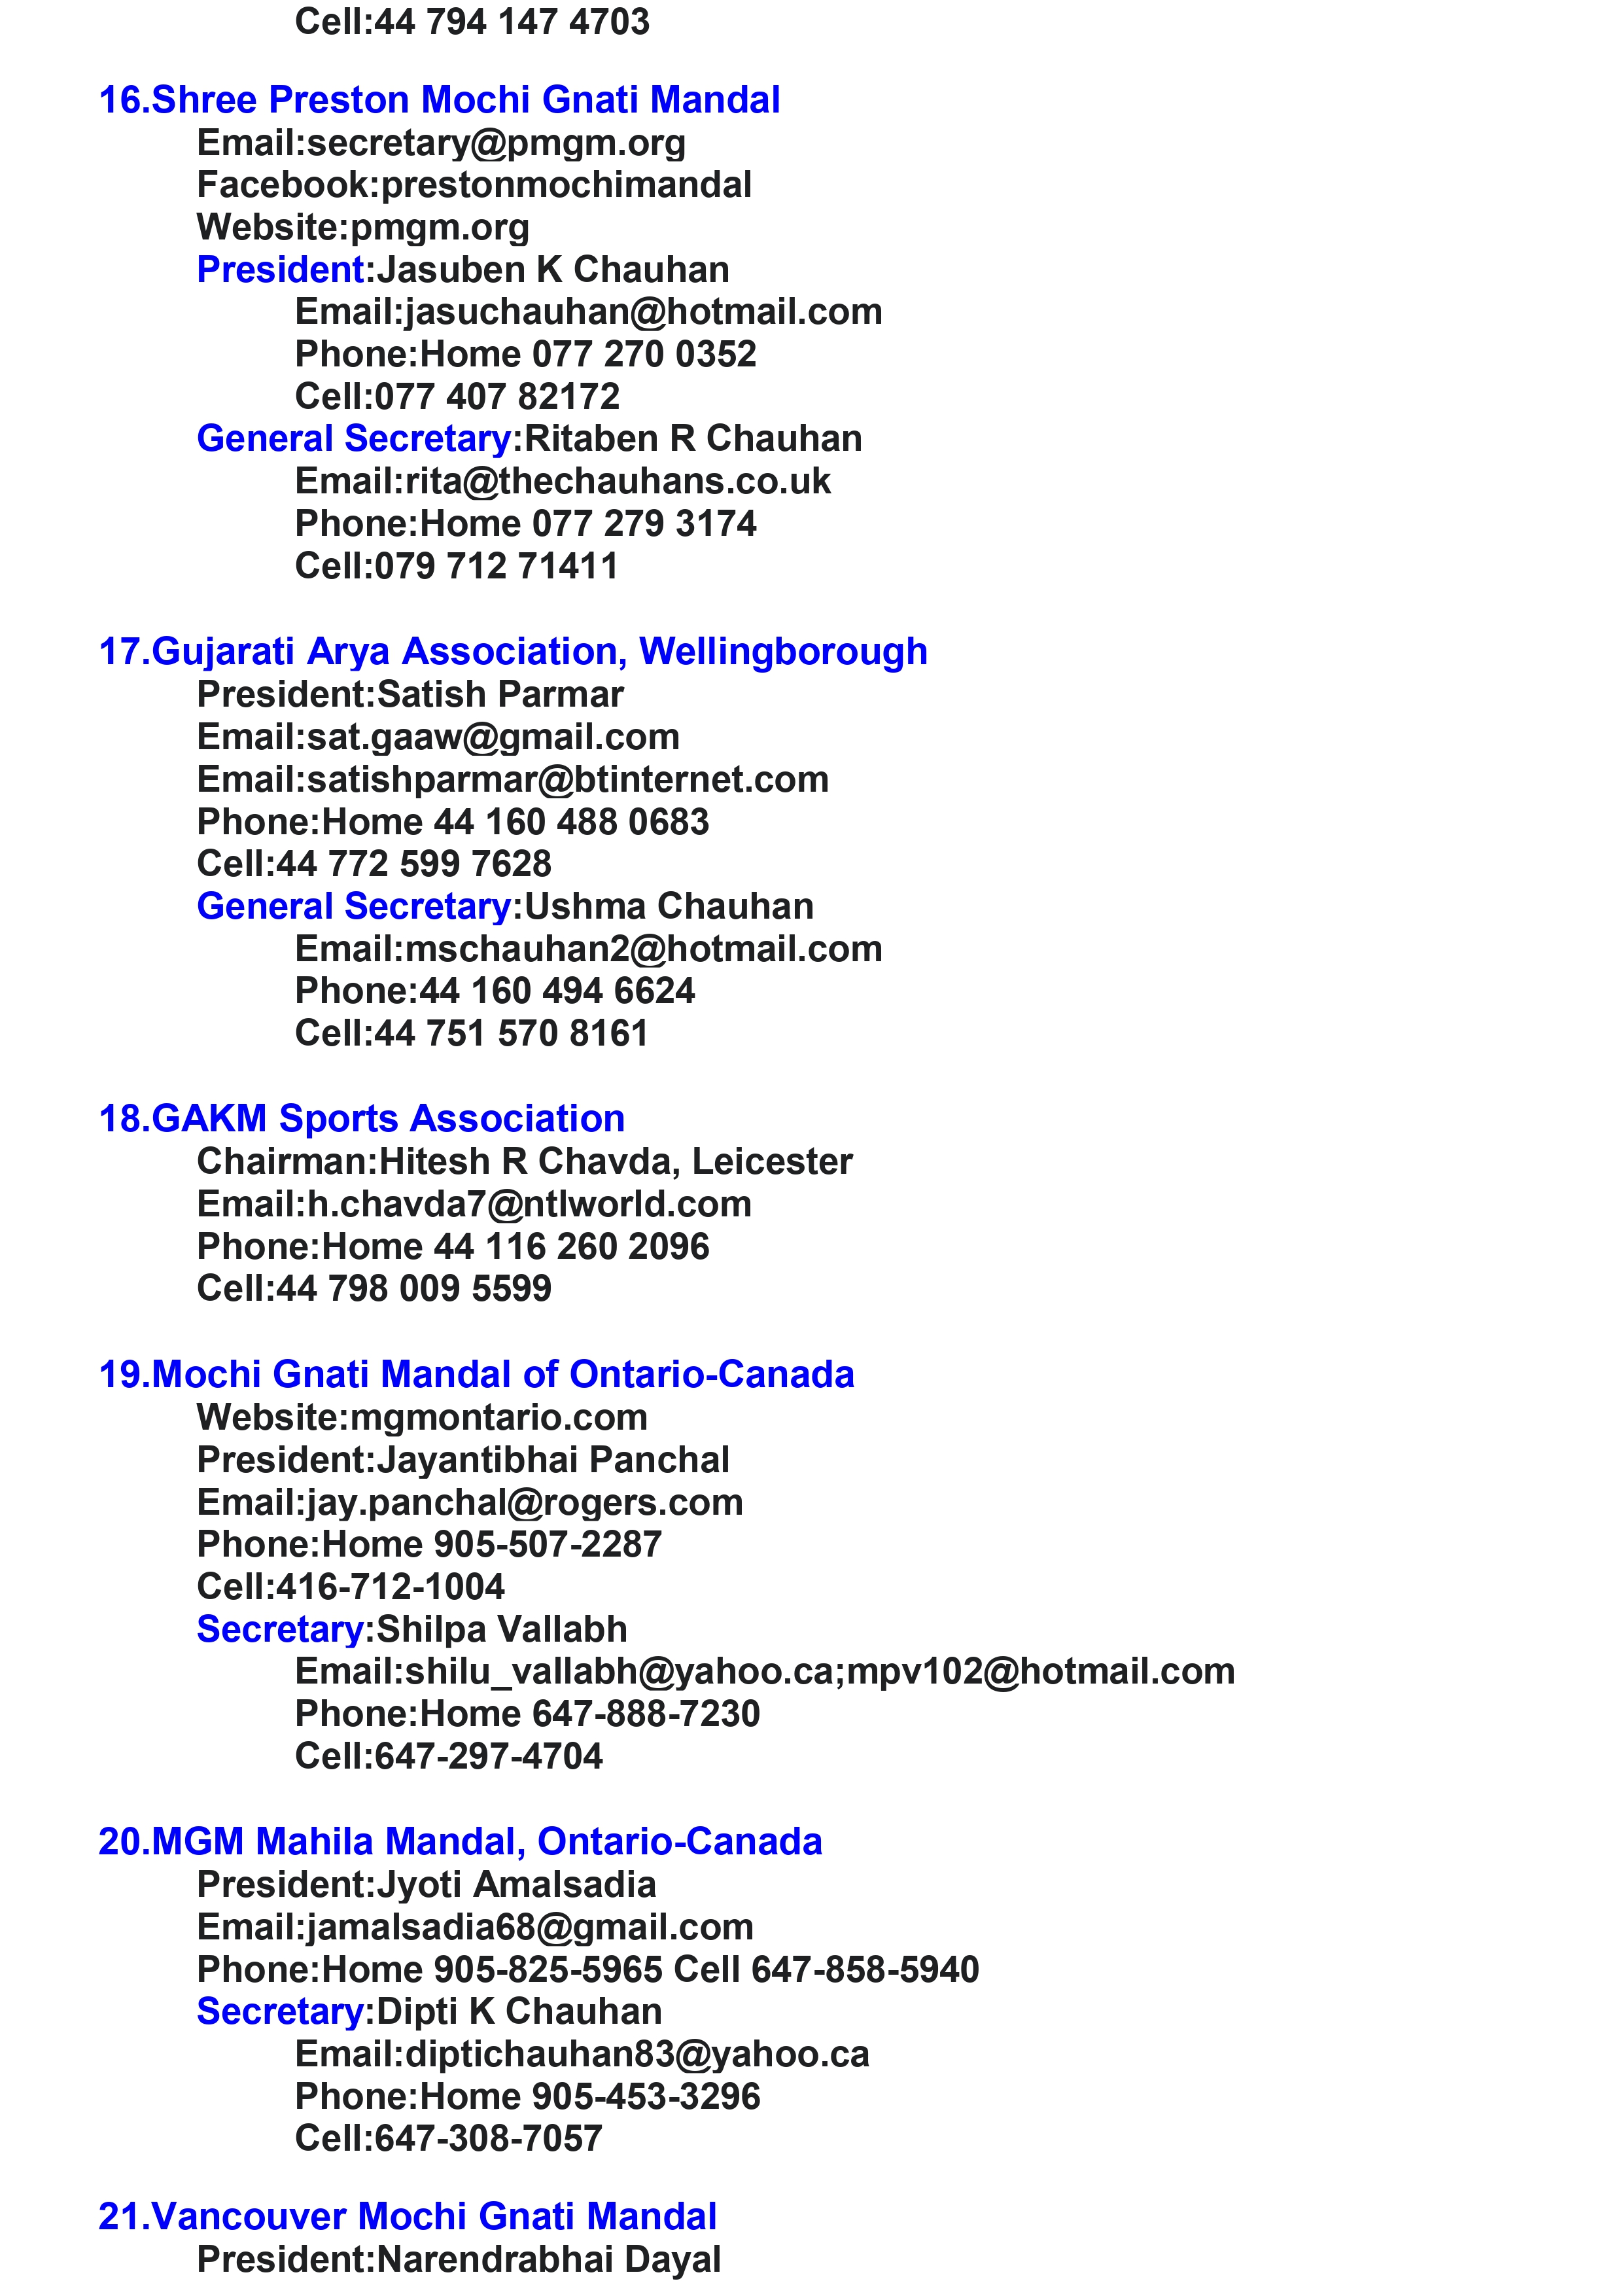 Cell:44 794 147 4703
16.Shree Preston Mochi Gnati Mandal
Email:secretary@pmgm.org
Facebook:prestonmochimandal
Website:pmgm.org
President:Jasuben K Chauhan
Email:jasuchauhan@hotmail.com
Phone:Home 077 270 0352
Cell:077 407 82172
General Secretary:Ritaben R Chauhan
Email:rita@thechauhans.co.uk
Phone:Home 077 279 3174
Cell:079 712 71411
17.Gujarati Arya Association, Wellingborough
President:Satish Parmar
Email:sat.gaaw@gmail.com
Email:satishparmar@btinternet.com
Phone:Home 44 160 488 0683
Cell:44 772 599 7628
General Secretary:Ushma Chauhan
Email:mschauhan2@hotmail.com
Phone:44 160 494 6624
Cell:44 751 570 8161
18.GAKM Sports Association
Chairman:Hitesh R Chavda, Leicester
Email:h.chavda7@ntlworld.com
Phone:Home 44 116 260 2096
Cell:44 798 009 5599
19.Mochi Gnati Mandal of Ontario-Canada
Website:mgmontario.com
President:Jayantibhai Panchal
Email:jay.panchal@rogers.com
Phone:Home 905-507-2287
Cell:416-712-1004
Secretary:Shilpa Vallabh
Email:shilu_vallabh@yahoo.ca;mpv102@hotmail.com
Phone:Home 647-888-7230
Cell:647-297-4704
20.MGM Mahila Mandal, Ontario-Canada
President:Jyoti Amalsadia
Email:jamalsadia68@gmail.com
Phone:Home 905-825-5965 Cell 647-858-5940
Secretary:Dipti K Chauhan
Email:diptichauhan83@yahoo.ca
Phone:Home 905-453-3296
Cell:647-308-7057
21.Vancouver Mochi Gnati Mandal
President:Narendrabhai Dayal